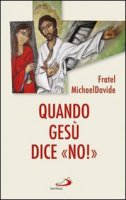 Fratel
MichaelDavide
QUANDO
GESÙ
DICE «NO!»